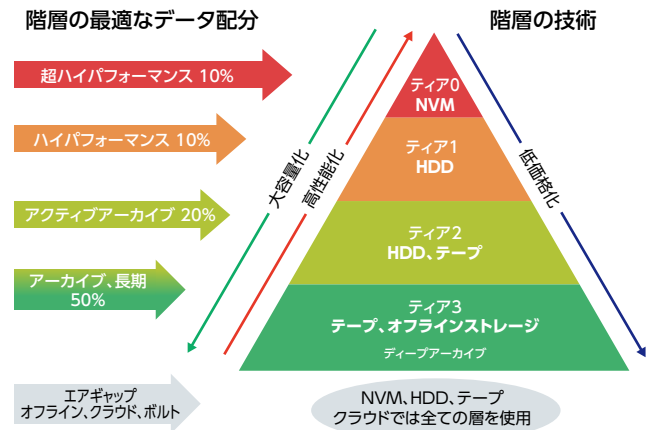 階層の最適なデータ配分
階層の技術
超ハイパフォーマンス 10%
ハイパフォーマンス 10%
アクティブアーカイブ 20%
アーカイブ、長期
50%
エアギャップ
オフライン、クラウド、ボルト
大容量化
高性能化
低価格化
ティア0
NVM
ティア1
HDD
ティア2
HDD、テープ
ティア3
テープ、オフラインストレージ
ディープアーカイブ
NVM、HDD、テープ
クラウドでは全ての層を使用